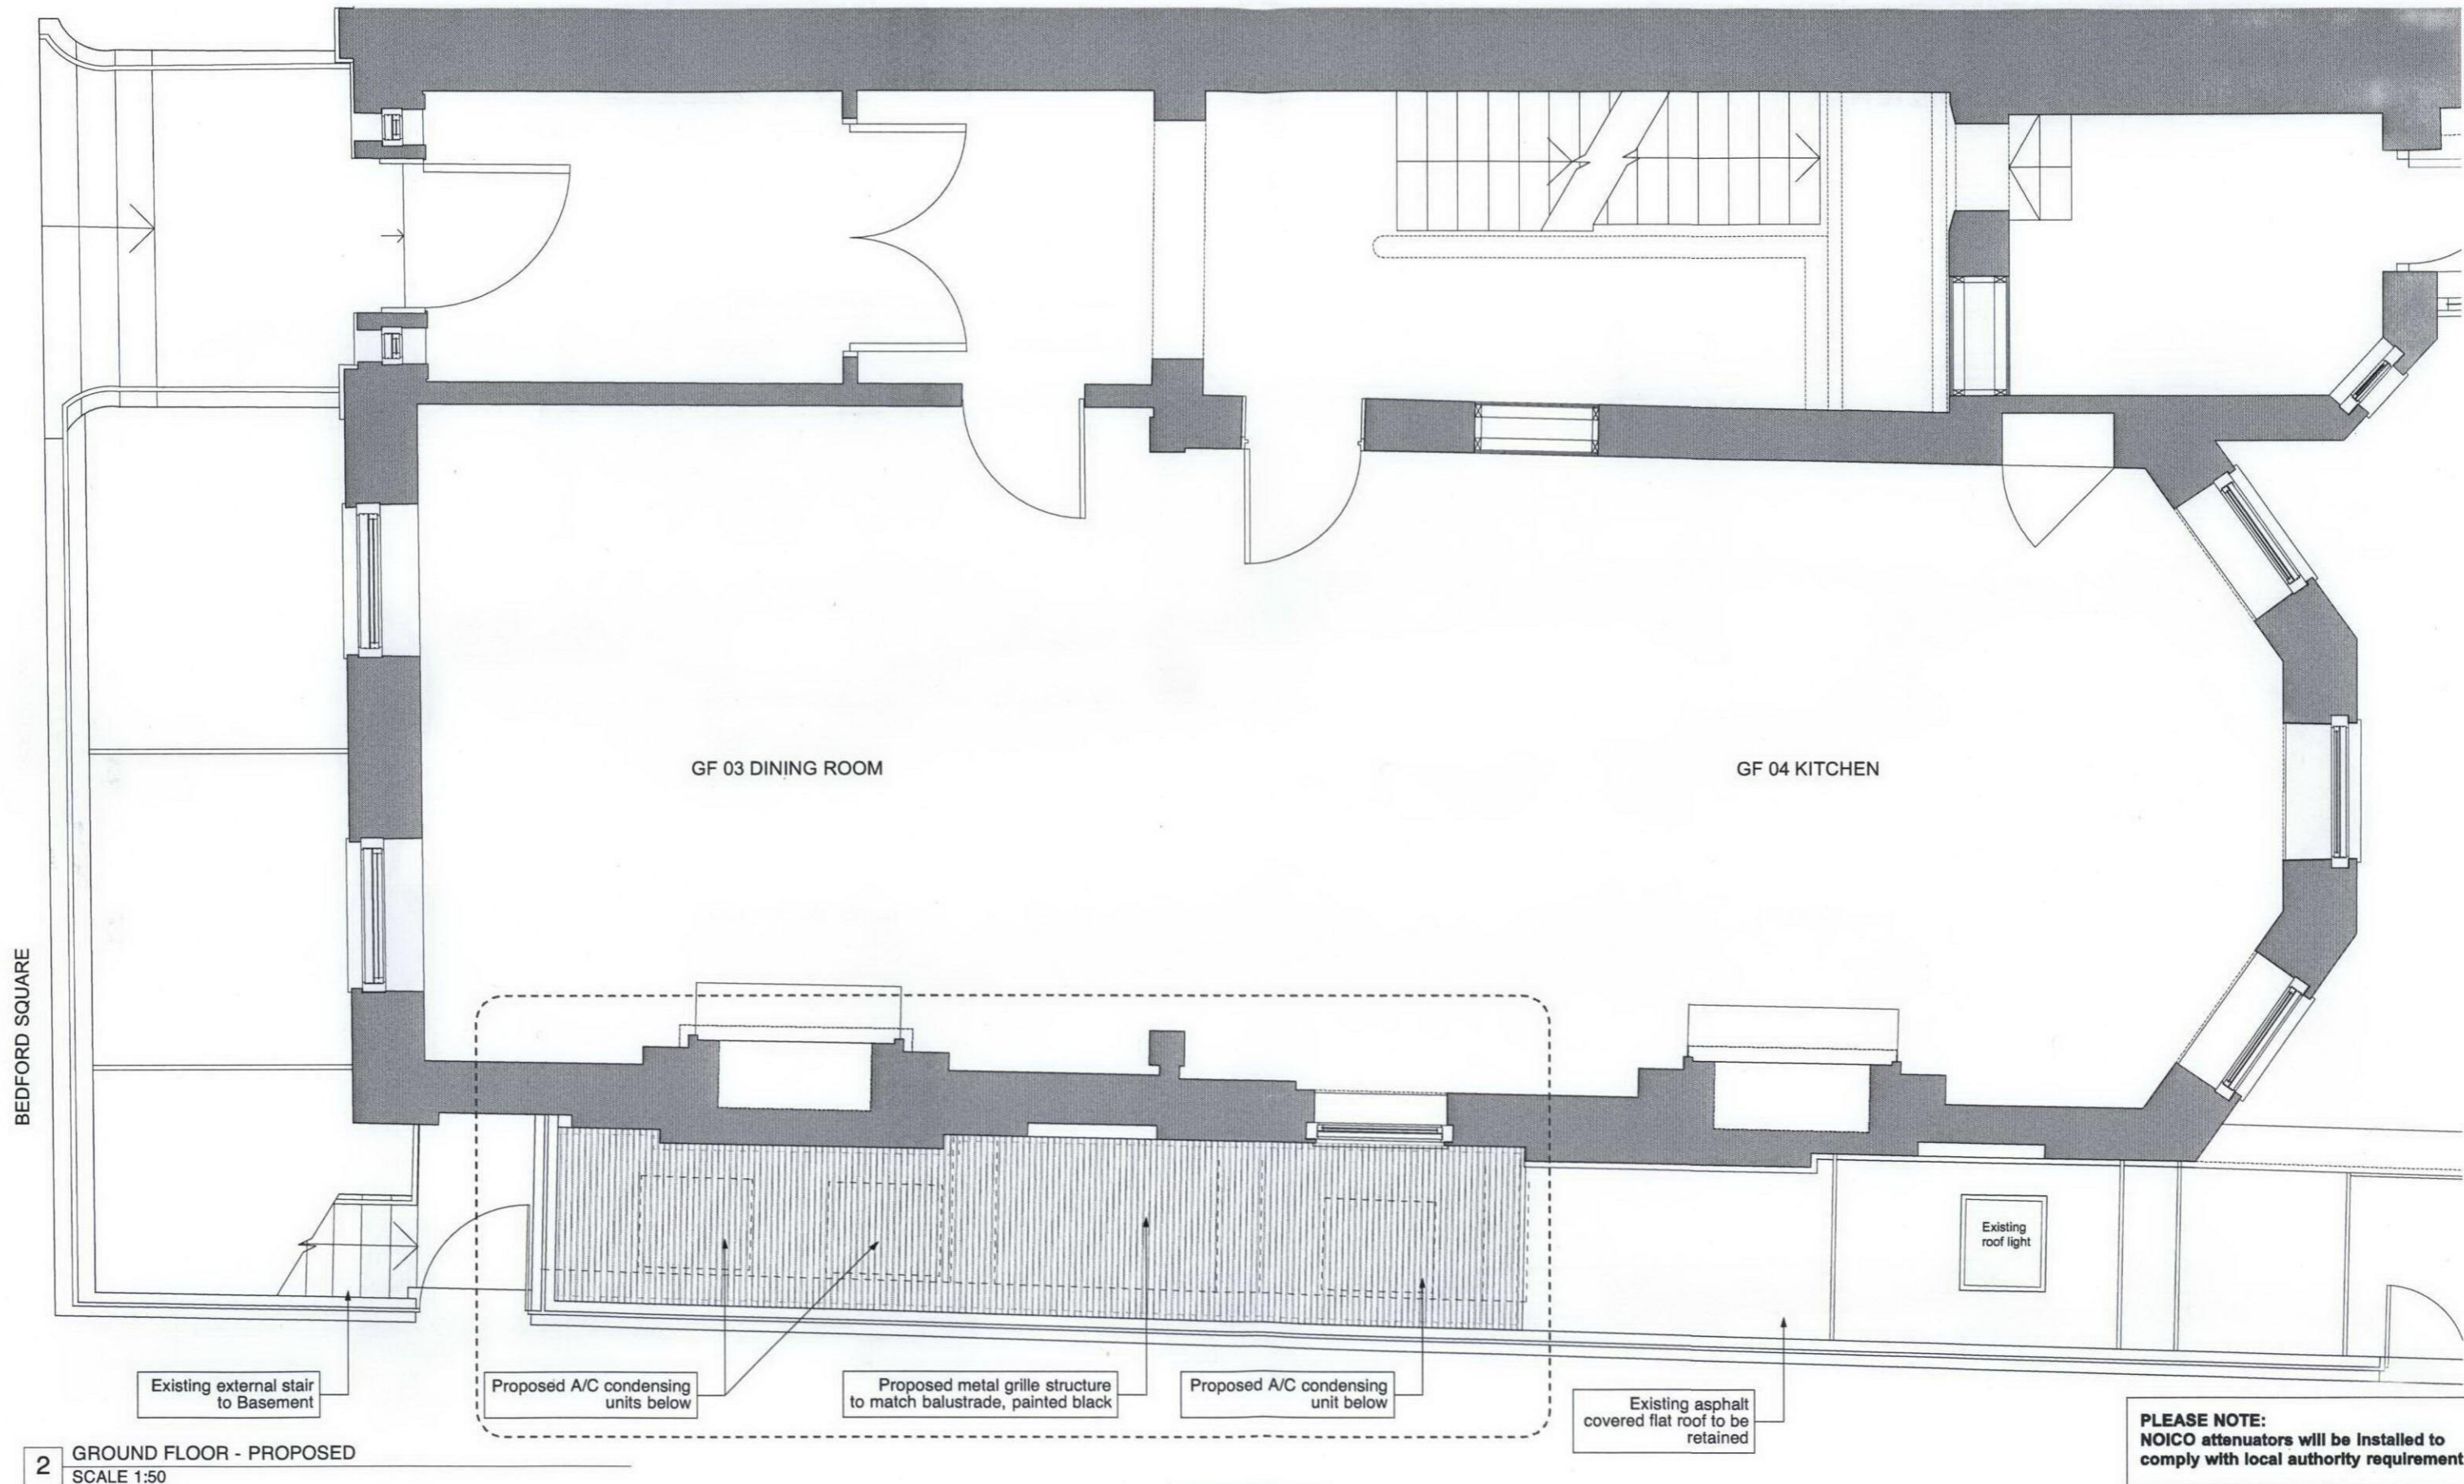 GF 03 DINING ROOM
GF 04 KITCHEN
BEDFORD SQUARE
Existing
roof light
Existing external stair
to Basement
Proposed A/C condensing
units below
Proposed metal grille structure
to match balustrade, painted black
Proposed A/C condensing
unit below
Existing asphalt
covered flat roof to be
retained
PLEASE NOTE:
NOICO attenuators will be installed to
comply with local authority requirement
2
GROUND FLOOR - PROPOSED
SCALE 1:50